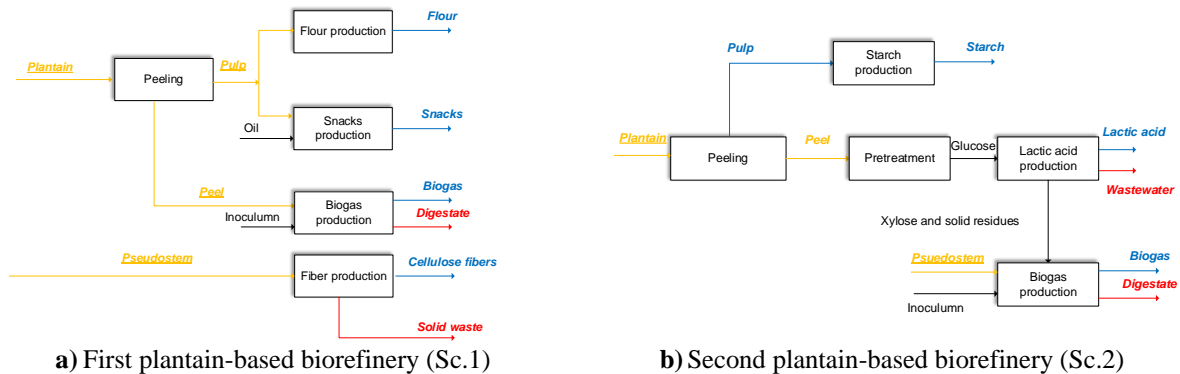 Flour
Flour production
Plantain
Peeling
Pulp
Snacks
Oil
Snacks
production
Peel
Biogas
Inoculumn
Biogas
production
Digestate
Pseudostem
Fiber production
Cellulose fibers
Solid waste
a) First plantain-based biorefinery (Sc.1)
Pulp
Starch
production
Starch
Plantain
Peeling
Peel
Pretreatment
Glucose
Lactic acid
production
Lactic acid
Wastewater
Xylose and solid residues
Psuedostem
Inoculumn
Biogas
production
Biogas
Digestate
b) Second plantain-based biorefinery (Sc.2)